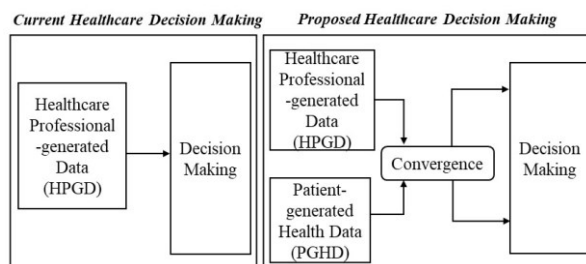 Current Healthcare Decision Making
Healthcare
Professional
-generated
Data
(HPGD)
Decision
Making
Proposed Healthcare Decision Making
Healthcare
Professional
-generated
Data (HPGD)
Convergence
Patient-
generated
Health Data
(PGHD)
Decision
Making